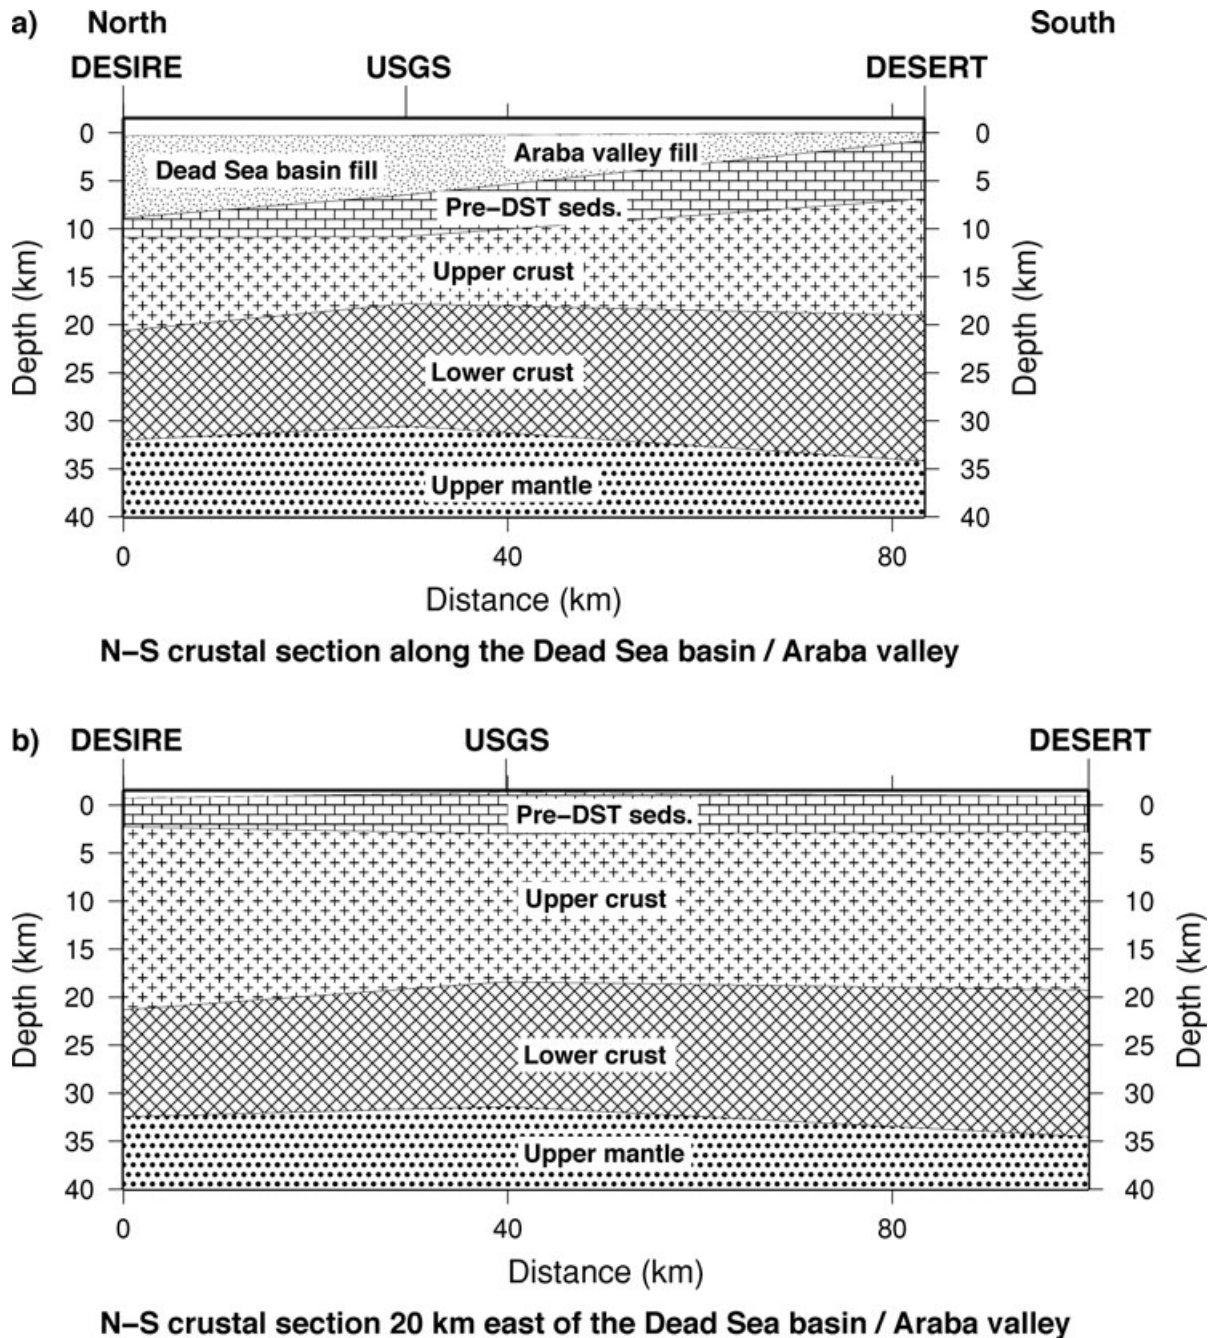 a) North South
DESIRE USGS DESERT
0 0
Dead Sea basin fill Araba valley fill
5 5
Pre–DST seds.
10 10
Upper crust
15 15
20 20
Lower crust
25 25
30 30
35 35
Upper mantle
40 40
Depth (km) Depth (km)
0 40 80
Distance (km)
N–S crustal section along the Dead Sea basin / Araba valley
b) DESIRE USGS DESERT
0 0
Pre–DST seds.
5 5
Upper crust
10 10
15 15
20 20
Lower crust
25 25
30 30
35 35
Upper mantle
40 40
Depth (km) Depth (km)
0 40 80
Distance (km)
N–S crustal section 20 km east of the Dead Sea basin / Araba valley